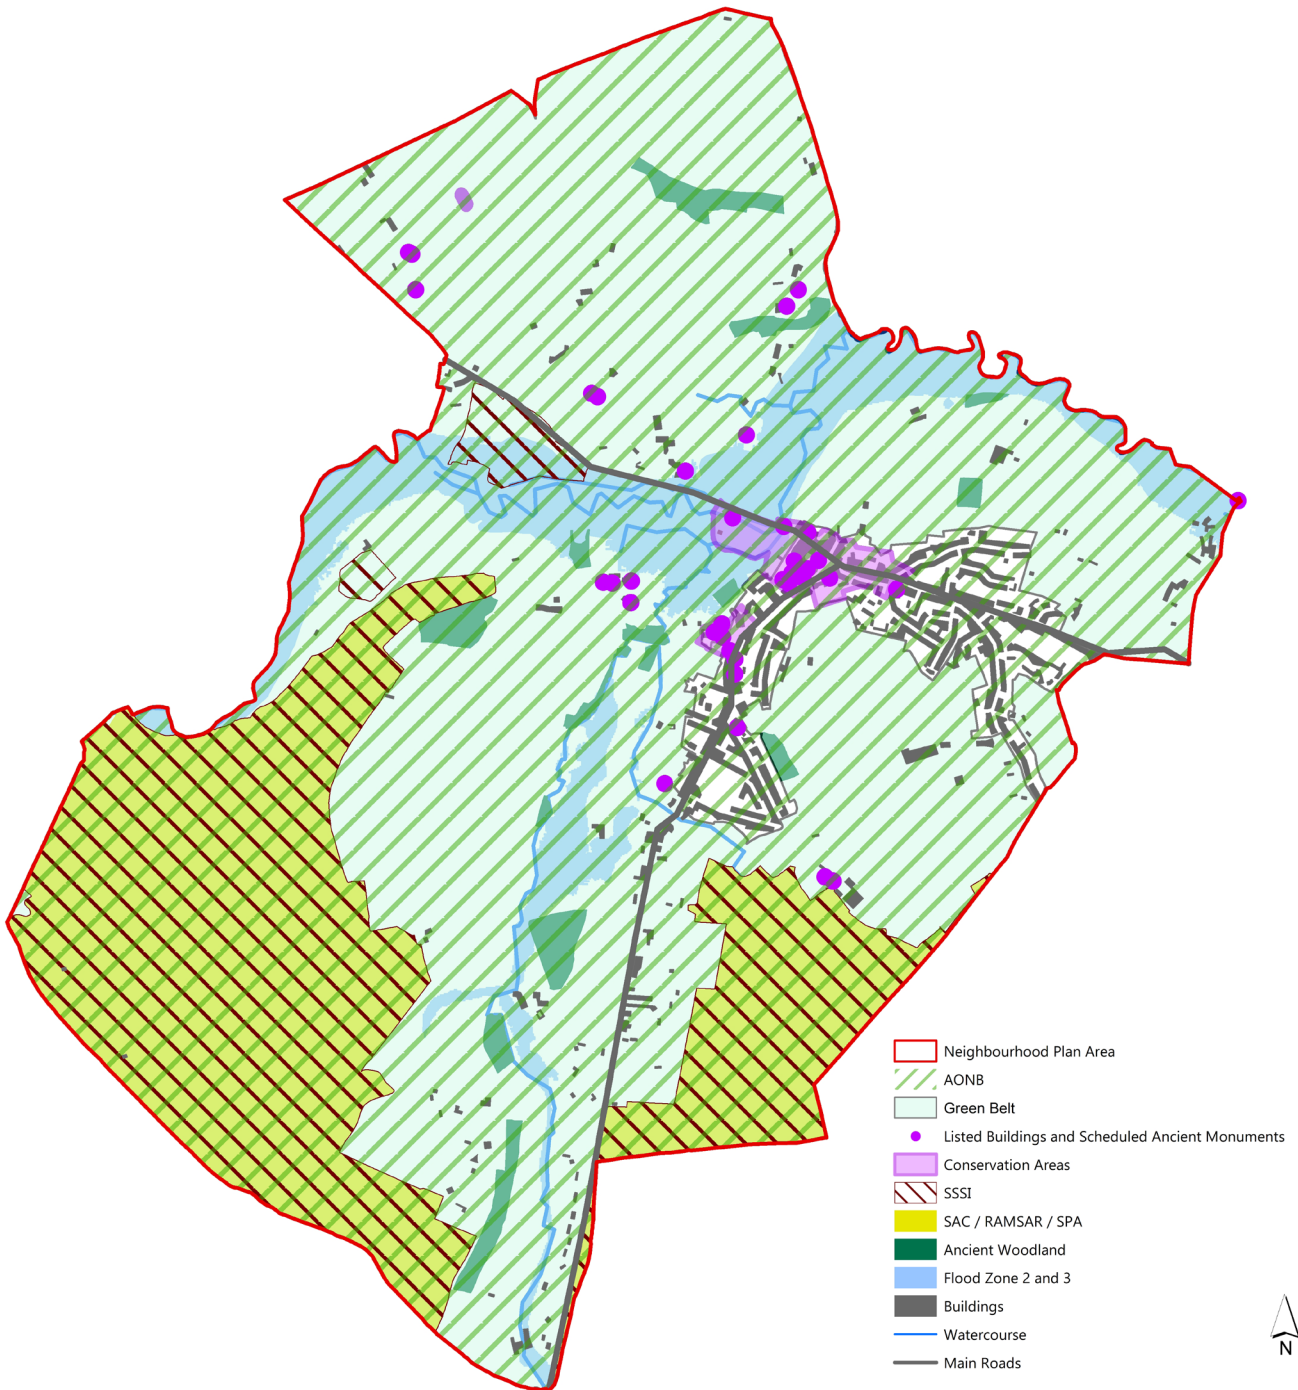 Neighbourhood Plan Area
AONB
Green Belt
Listed Buildings and Scheduled Ancient Monuments
Conservation Areas
SSSI
SAC / RAMSAR / SPA
Ancient Woodland
Flood Zone 2 and 3
Buildings
Watercourse
Main Roads
N